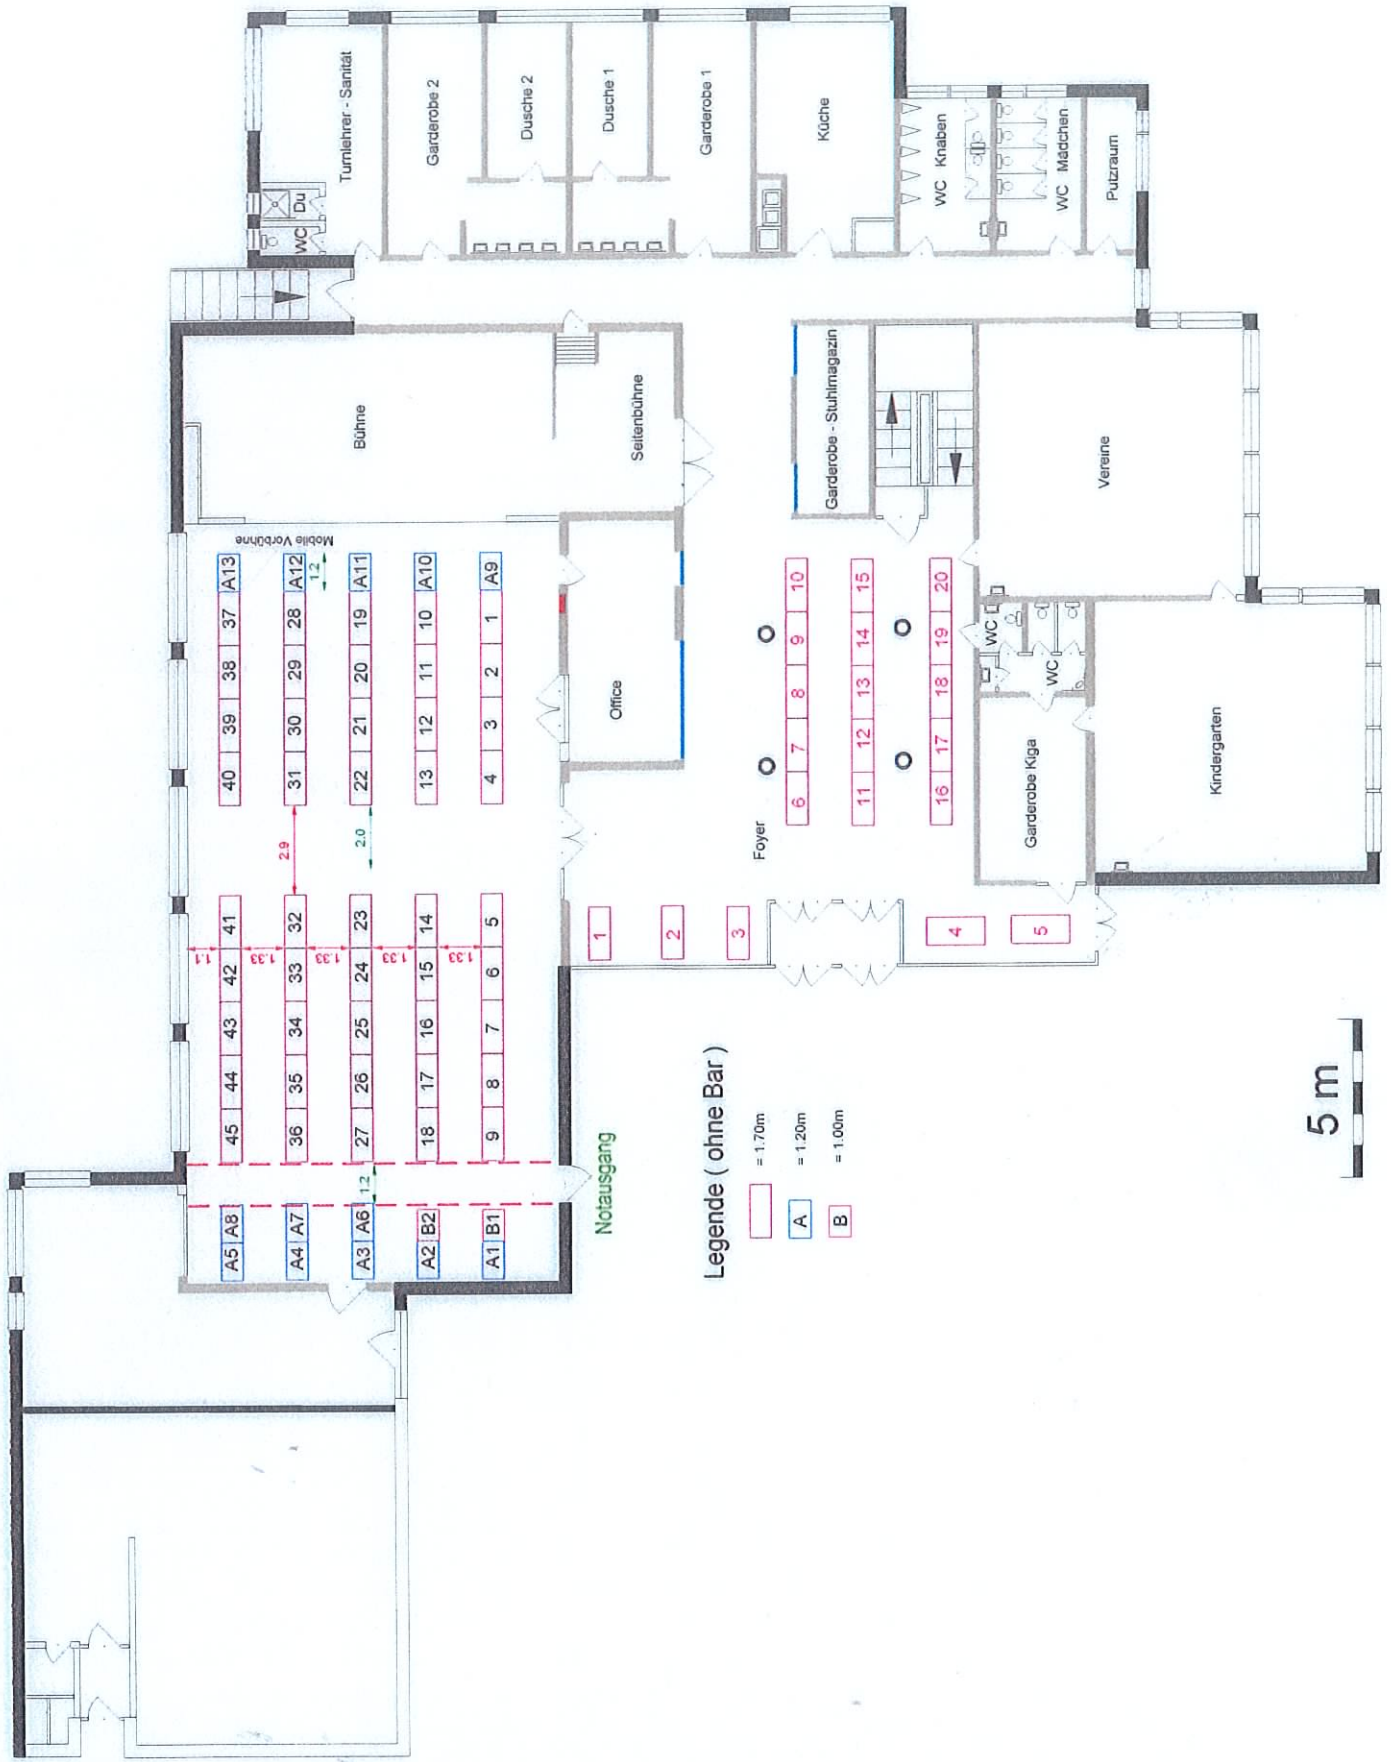 Turnlehrer - Sanität
Du
WC
Garderobe 2
Dusche 2
Dusche 1
Garderobe 1
Küche
WC Knaben
WC Mädchen
Putzraum
Bühne
Seitenbühne
Garderobe - Stuhlmagazin
Vereine
Mobile Vorbühne
1.2
A13 37 38 39 40 41 42 43 44 45 A8 A5
A12 28 29 30 31 32 33 34 35 36 A7 A4
A11 19 20 21 22 23 24 25 26 27 A6 A3
A10 10 11 12 13 14 15 16 17 18 B2 A2
A9 1 2 3 4 5 6 7 8 9 B1 A1
2.9
2.0
1.1
1.33
1.33
1.33
1.33
1.2
Office
Foyer
6 7 8 9 10
11 12 13 14 15
16 17 18 19 20
1
2
3
4
5
WC
WC
Garderobe Kiga
Kindergarten
Notausgang
Legende ( ohne Bar )
= 1.70m
A = 1.20m
B = 1.00m
5 m